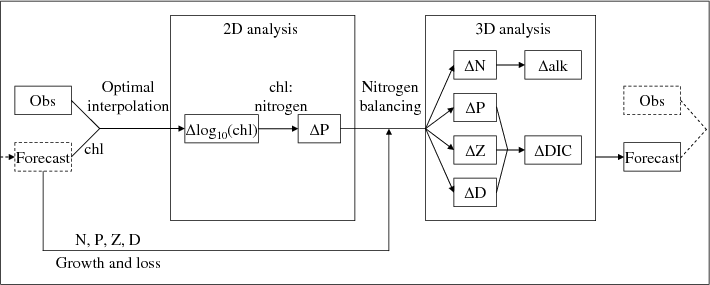 2D analysis
3D analysis
Obs
Forecast
chl
Optimal
interpolation
Δlog10(chl)
chl:
nitrogen
ΔP
Nitrogen
balancing
ΔN
Δalk
ΔP
ΔZ
ΔD
ΔDIC
Obs
Forecast
N, P, Z, D
Growth and loss